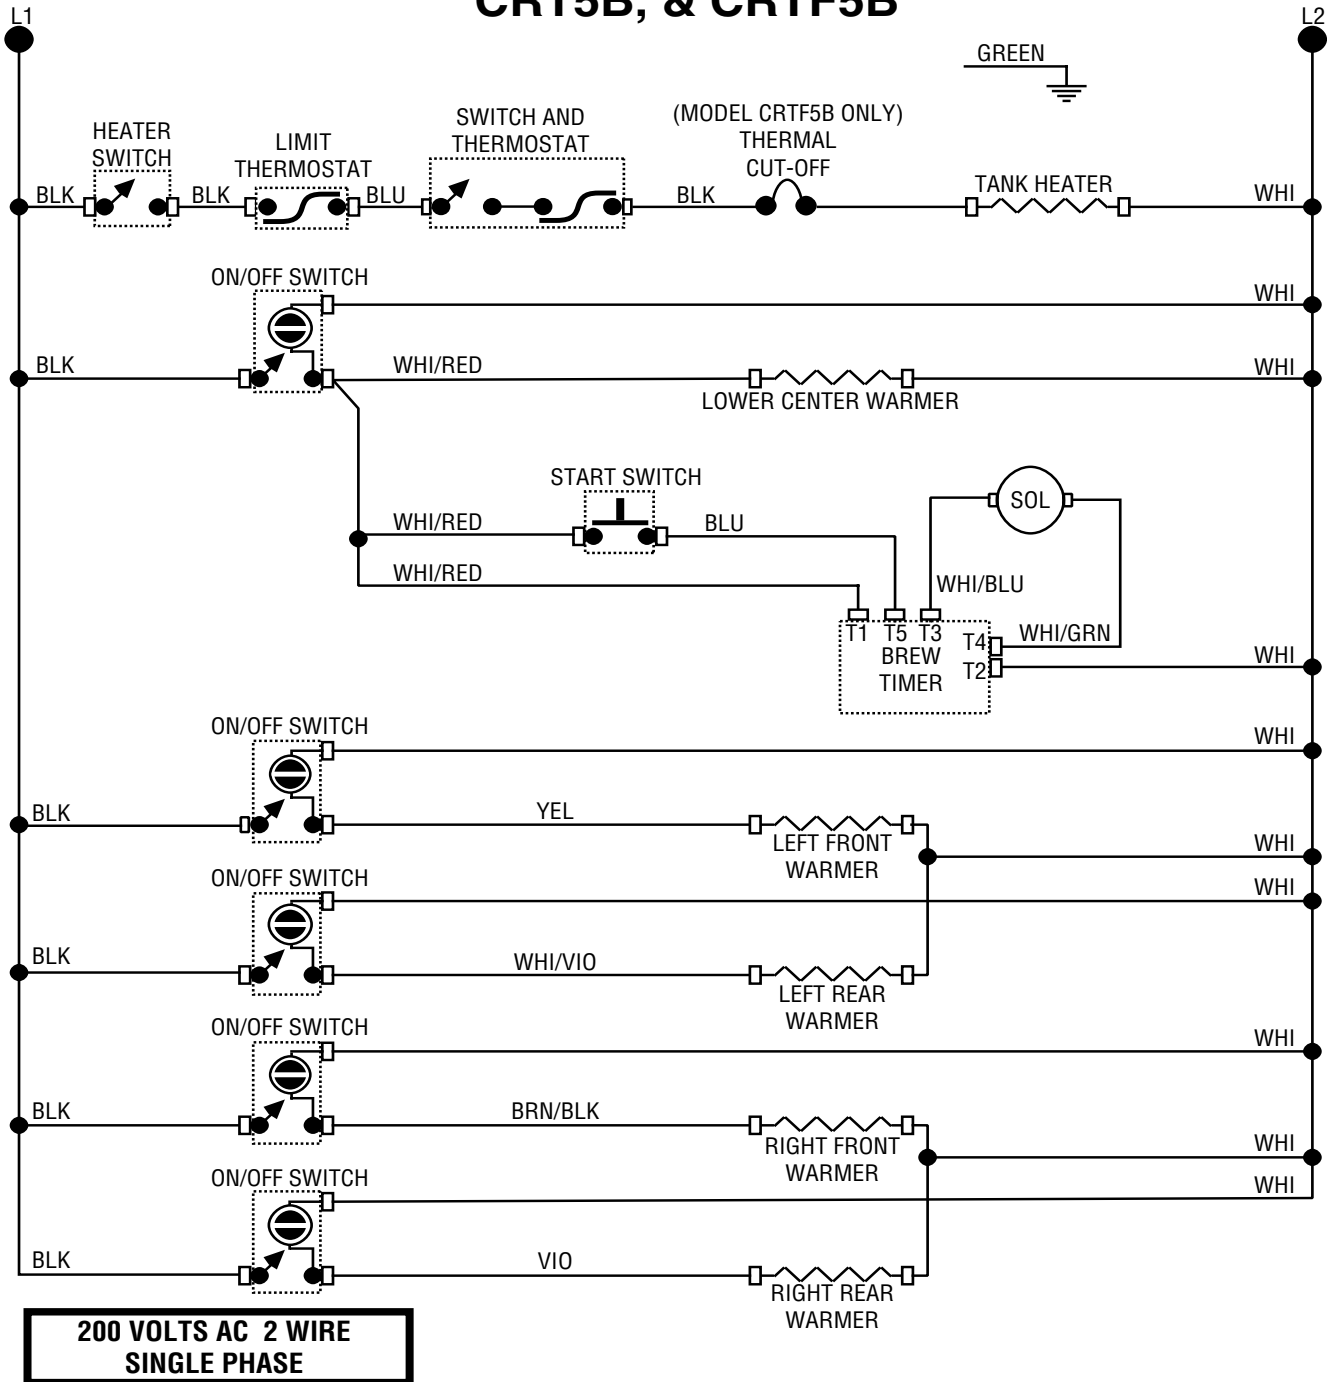 CRT5B, & CRTF5B
L1
L2
GREEN
HEATER
SWITCH
LIMIT
THERMOSTAT
SWITCH AND
THERMOSTAT
(MODEL CRTF5B ONLY)
THERMAL
CUT-OFF
TANK HEATER
BLK
BLK
BLU
BLK
WHI
ON/OFF SWITCH
WHI
BLK
WHI/RED
WHI
LOWER CENTER WARMER
START SWITCH
SOL
WHI/RED
BLU
WHI/RED
WHI/BLU
T1
T5
T3
T4
WHI/GRN
BREW
TIMER
T2
WHI
ON/OFF SWITCH
WHI
BLK
YEL
LEFT FRONT
WARMER
WHI
ON/OFF SWITCH
WHI
BLK
WHI/VIO
LEFT REAR
WARMER
ON/OFF SWITCH
WHI
BLK
BRN/BLK
RIGHT FRONT
WARMER
WHI
ON/OFF SWITCH
WHI
BLK
VIO
RIGHT REAR
WARMER
200 VOLTS AC 2 WIRE
SINGLE PHASE